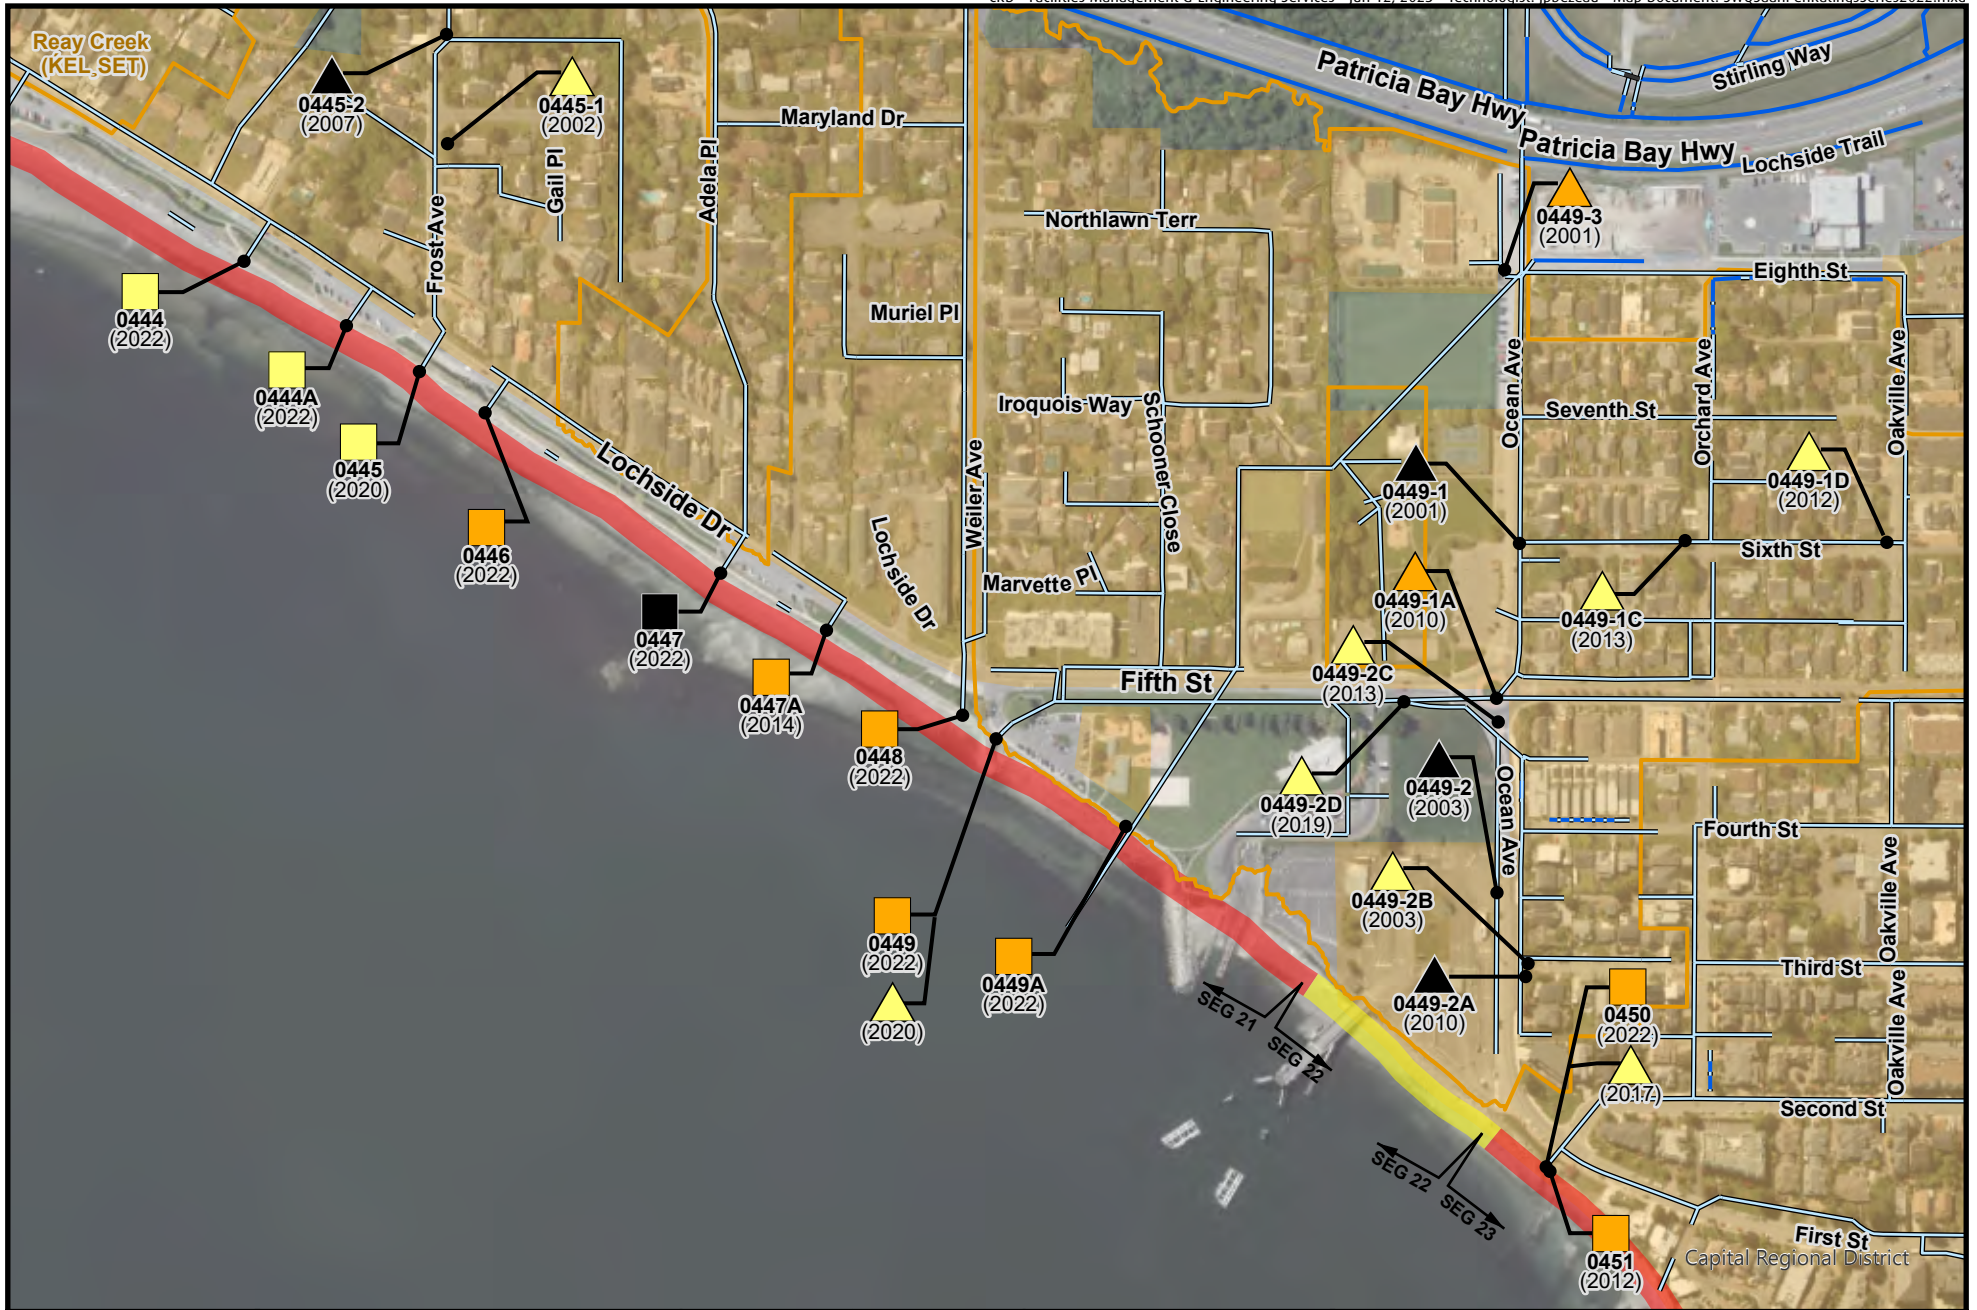 Reay Creek
(KEL_SET)
0445-2
(2007)
0445-1
(2002)
Maryland Dr
Patricia Bay Hwy
Patricia Bay Hwy
Stirling Way
Lochside Trail
Gail Pl
Adela Pl
Frost Ave
Northlawn Terr
0449-3
(2001)
Eighth St
0444
(2022)
Muriel Pl
0444A
(2022)
Iroquois Way
Schooner Close
Ocean Ave
Seventh St
Orchard Ave
Oakville Ave
0445
(2020)
Lochside Dr
Weiler Ave
0449-1
(2001)
0449-1D
(2012)
0446
(2022)
Lochside Dr
Marvette Pl
Sixth St
0449-1A
(2010)
0449-1C
(2013)
0447
(2022)
0447A
(2014)
Fifth St
0449-2C
(2013)
0448
(2022)
0449-2D
(2019)
0449-2
(2003)
Ocean Ave
Fourth St
Oakville Ave
0449-2B
(2003)
0449
(2022)
0449A
(2022)
(2020)
0449-2A
(2010)
Third St
0450
(2022)
Oakville Ave
(2017)
SEG 21
SEG 22
Second St
SEG 22
SEG 23
First St
0451
(2012)
Capital Regional District